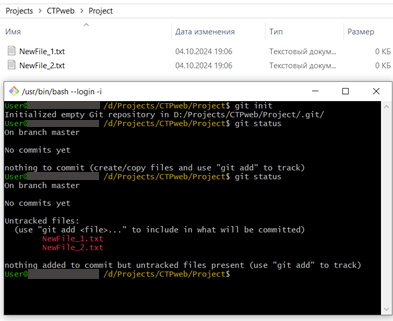 Projects > CTPweb > Project
Имя Дата изменения Тип Размер
NewFile_1.txt 04.10.2024 19:06 Текстовый докум... 0 КБ
NewFile_2.txt 04.10.2024 19:06 Текстовый докум... 0 КБ
/usr/bin/bash --login -i
User@ /d/Projects/CTPweb/Project$ git init
Initialized empty Git repository in D:/Projects/CTPweb/Project/.git/
User@ /d/Projects/CTPweb/Project$ git status
On branch master
No commits yet
nothing to commit (create/copy files and use "git add" to track)
User@ /d/Projects/CTPweb/Project$ git status
On branch master
No commits yet
Untracked files:
(use "git add <file>..." to include in what will be committed)
NewFile_1.txt
NewFile_2.txt
nothing added to commit but untracked files present (use "git add" to track)
User@ /d/Projects/CTPweb/Project$